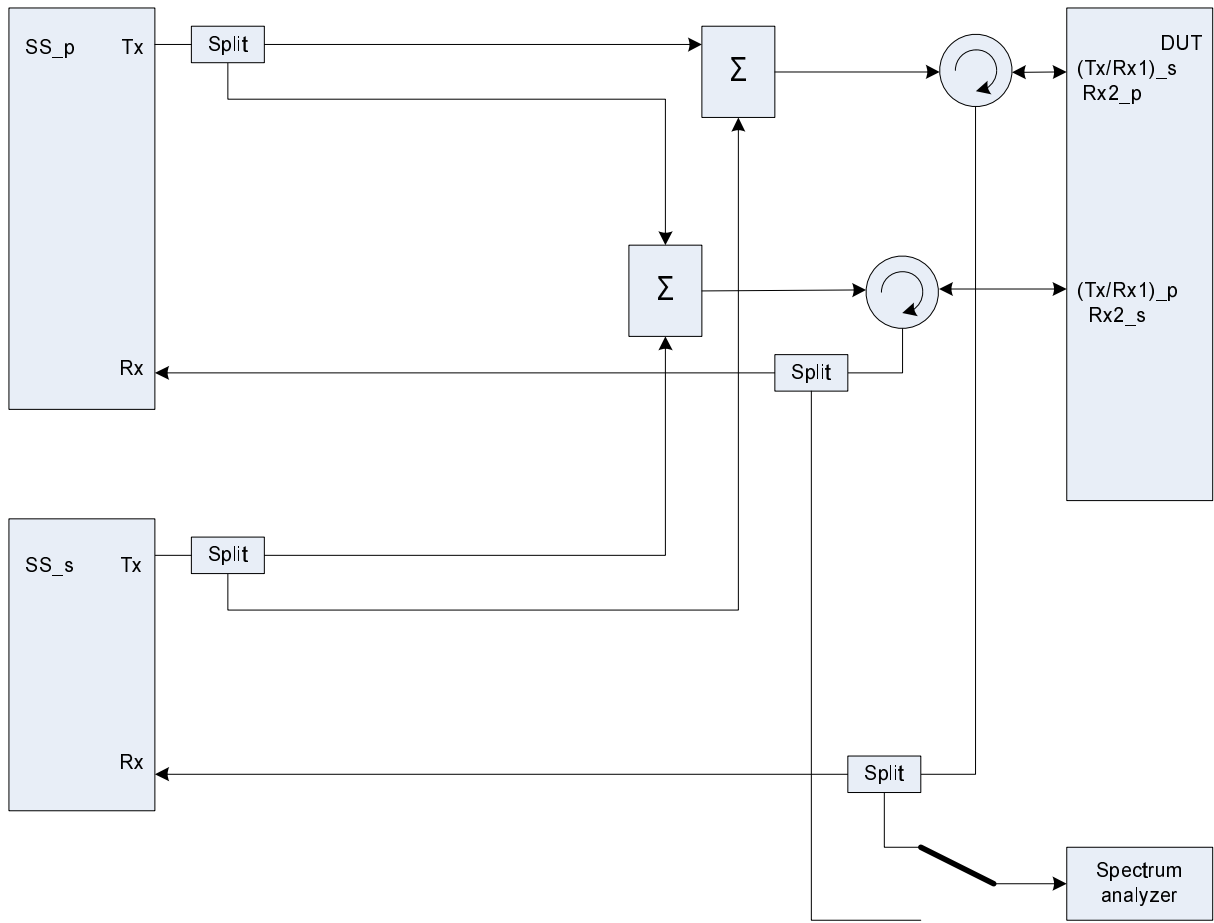 SS_p Tx Split
Σ
DUT
(Tx/Rx1)_s
Rx2_p
Σ
(Tx/Rx1)_p
Rx2_s
Rx
Split
SS_s Tx Split
Rx
Split
Spectrum
analyzer